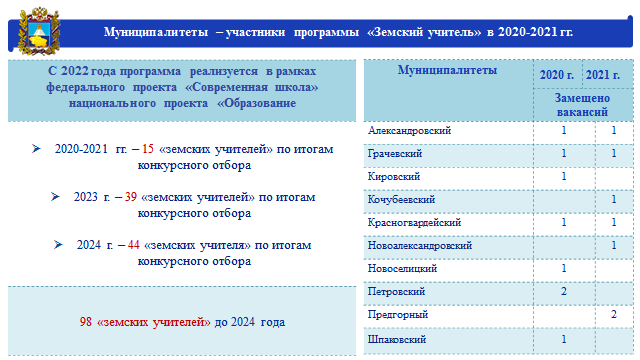 Муниципалитеты – участники программы «Земский учитель» в 2020-2021 гг.
С 2022 года программа реализуется в рамках
федерального проекта «Современная школа»
национального проекта «Образование
➢ 2020-2021 гг. – 15 «земских учителей» по итогам
конкурсного отбора
➢ 2023 г. – 39 «земских учителей» по итогам
конкурсного отбора
➢ 2024 г. – 44 «земских учителя» по итогам
конкурсного отбора
98 «земских учителей» до 2024 года
Муниципалитеты 2020 г. 2021 г.
Замещено
вакансий
Александровский 1 1
Грачевский 1 1
Кировский 1
Кочубеевский 1
Красногвардейский 1 1
Новоалександровский 1
Новоселицкий 1
Петровский 2
Предгорный 2
Шпаковский 1